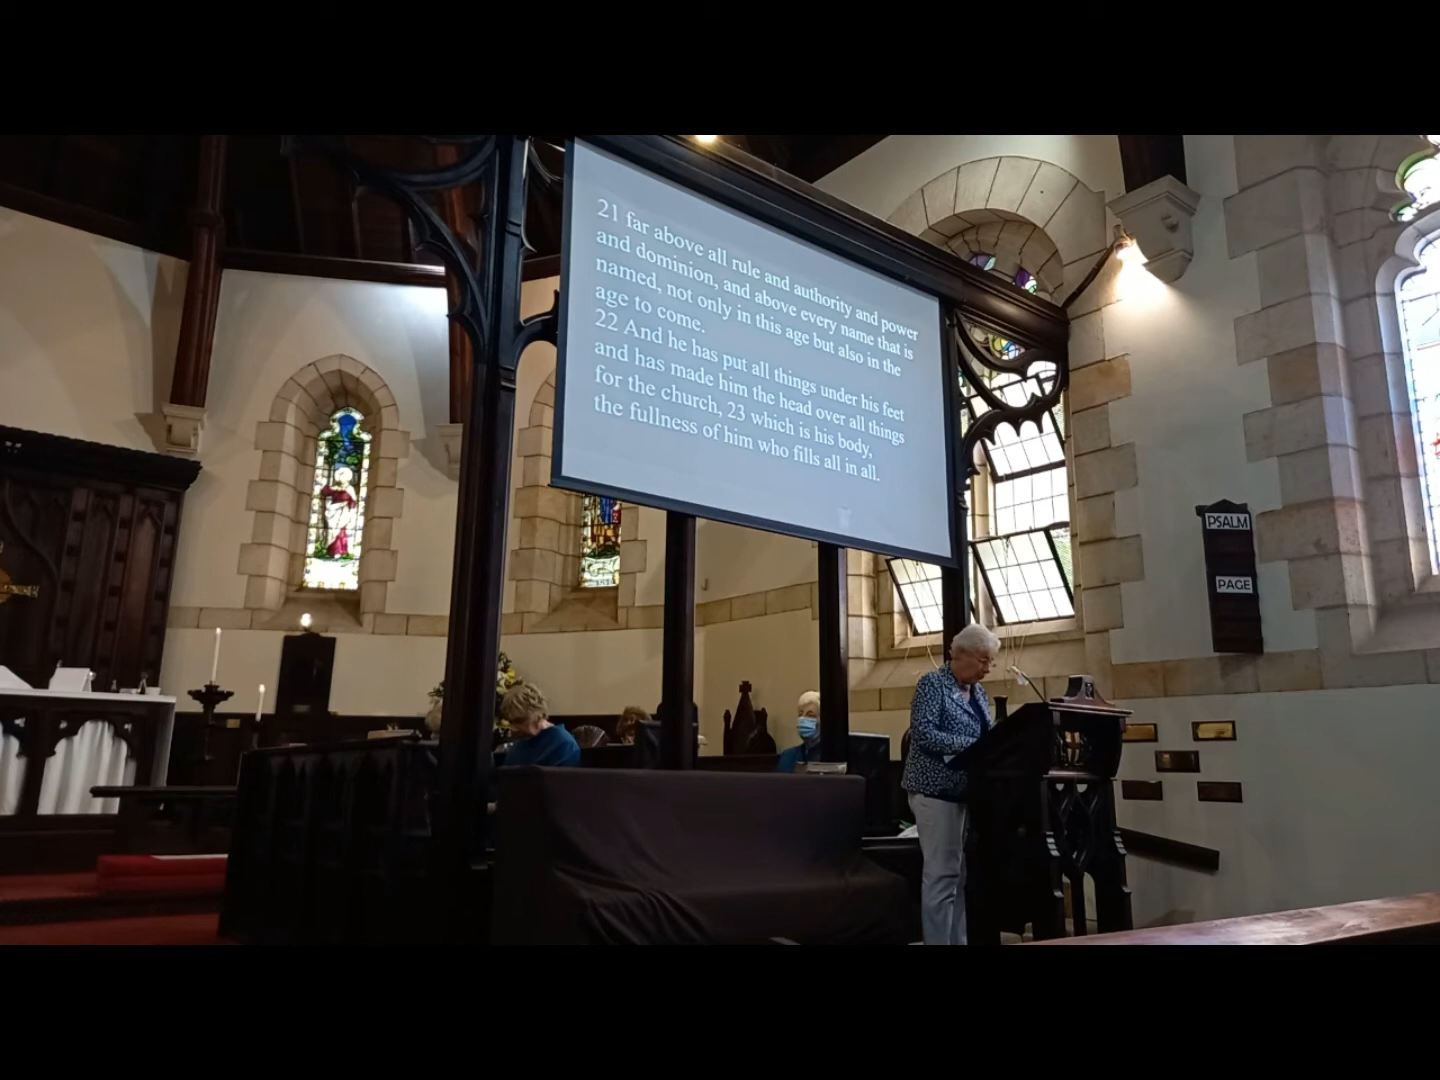 21 far above all rule and authority and power
and dominion, and above every name that is
named, not only in this age but also in the
age to come.
22 And he has put all things under his feet
and has made him the head over all things
for the church, 23 which is his body,
the fullness of him who fills all in all.
PSALM
PAGE